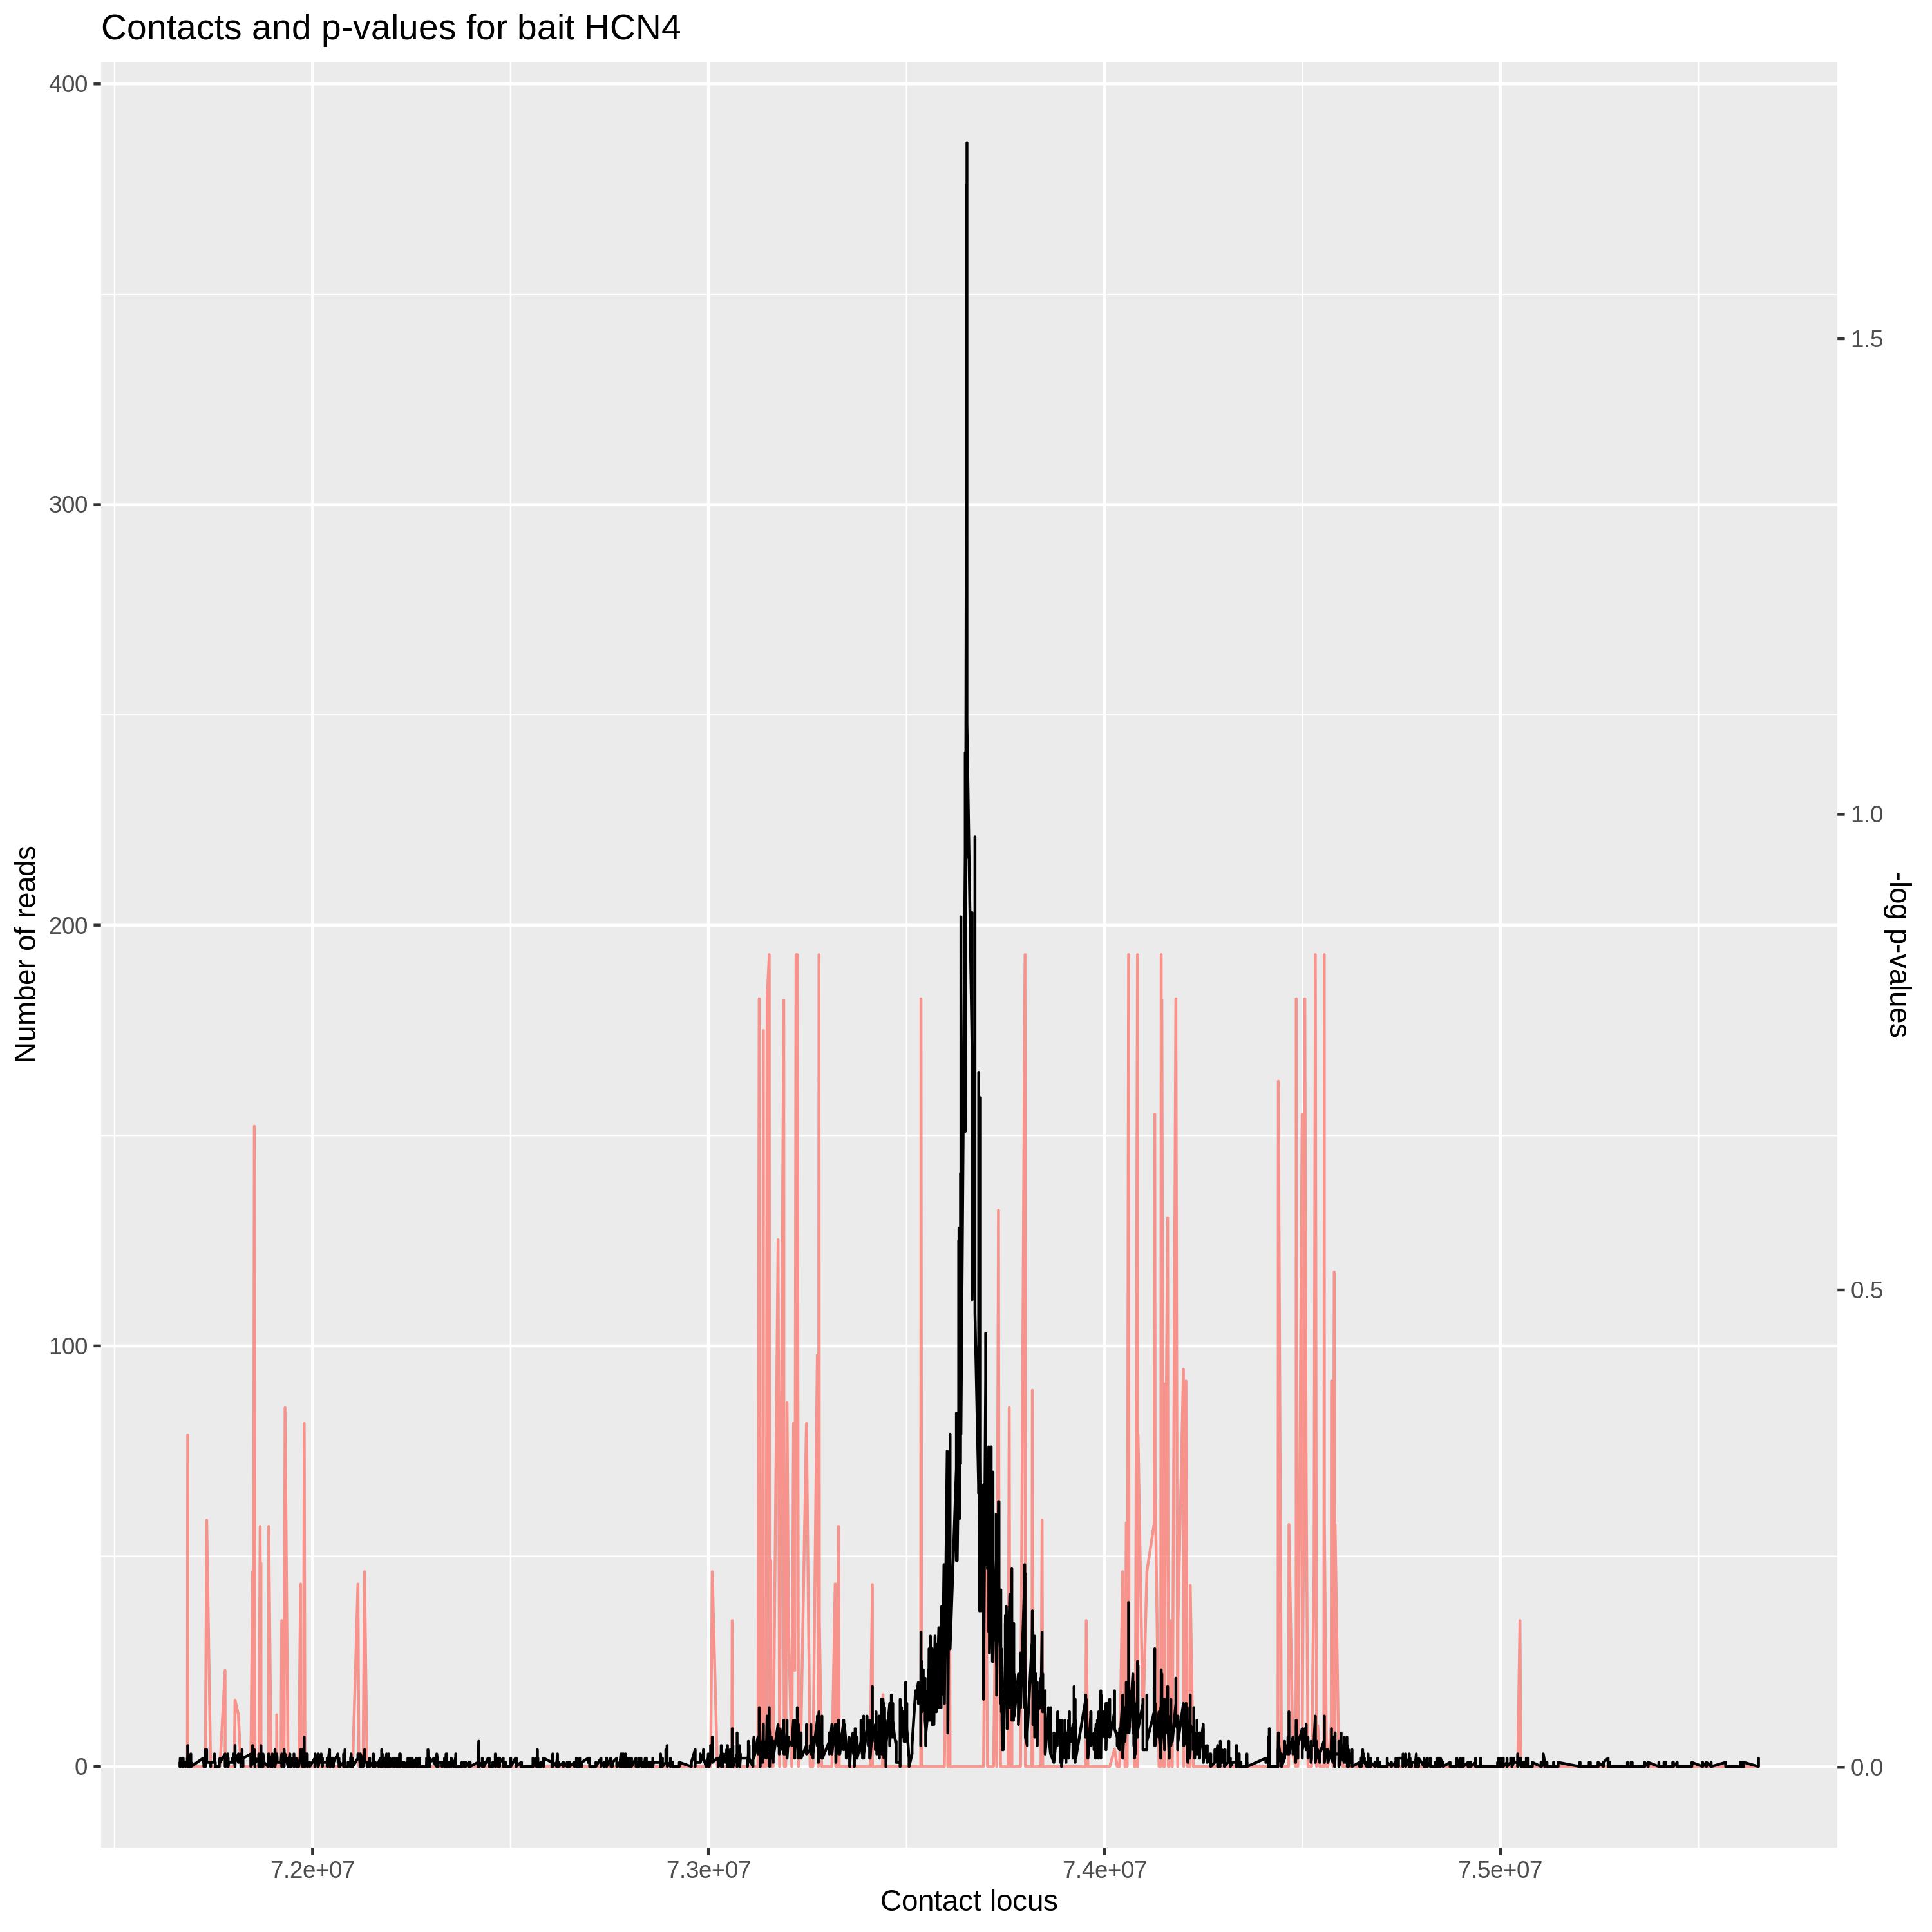 Contacts and p-values for bait HCN4
400
300
200
100
0
Number of reads
1.5
1.0
0.5
0.0
-log p-values
7.2e+07
7.3e+07
7.4e+07
7.5e+07
Contact locus